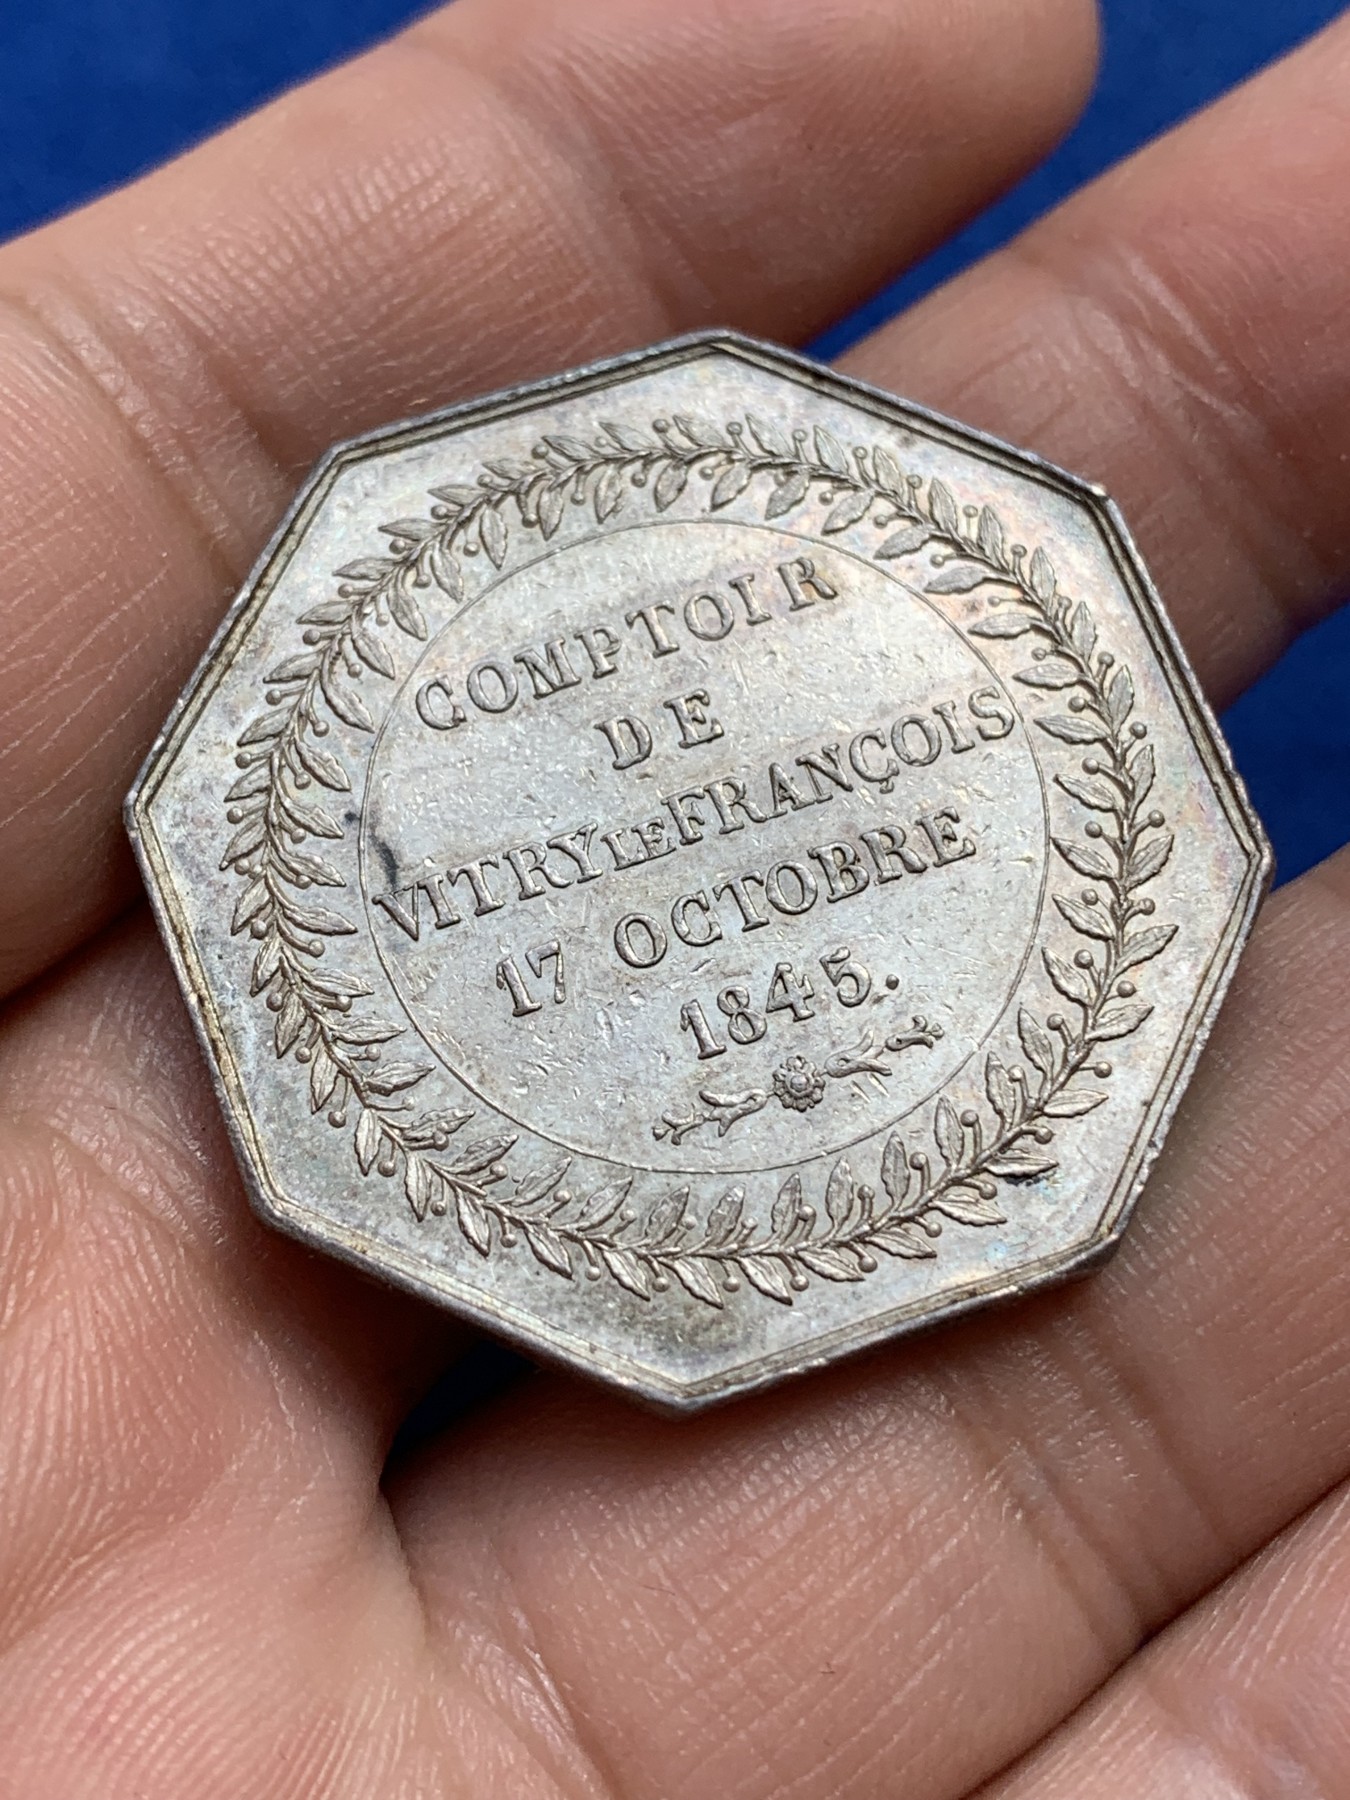 COMPTOIR
DE
VITRY LE FRANÇOIS
17 OCTOBRE
1845.